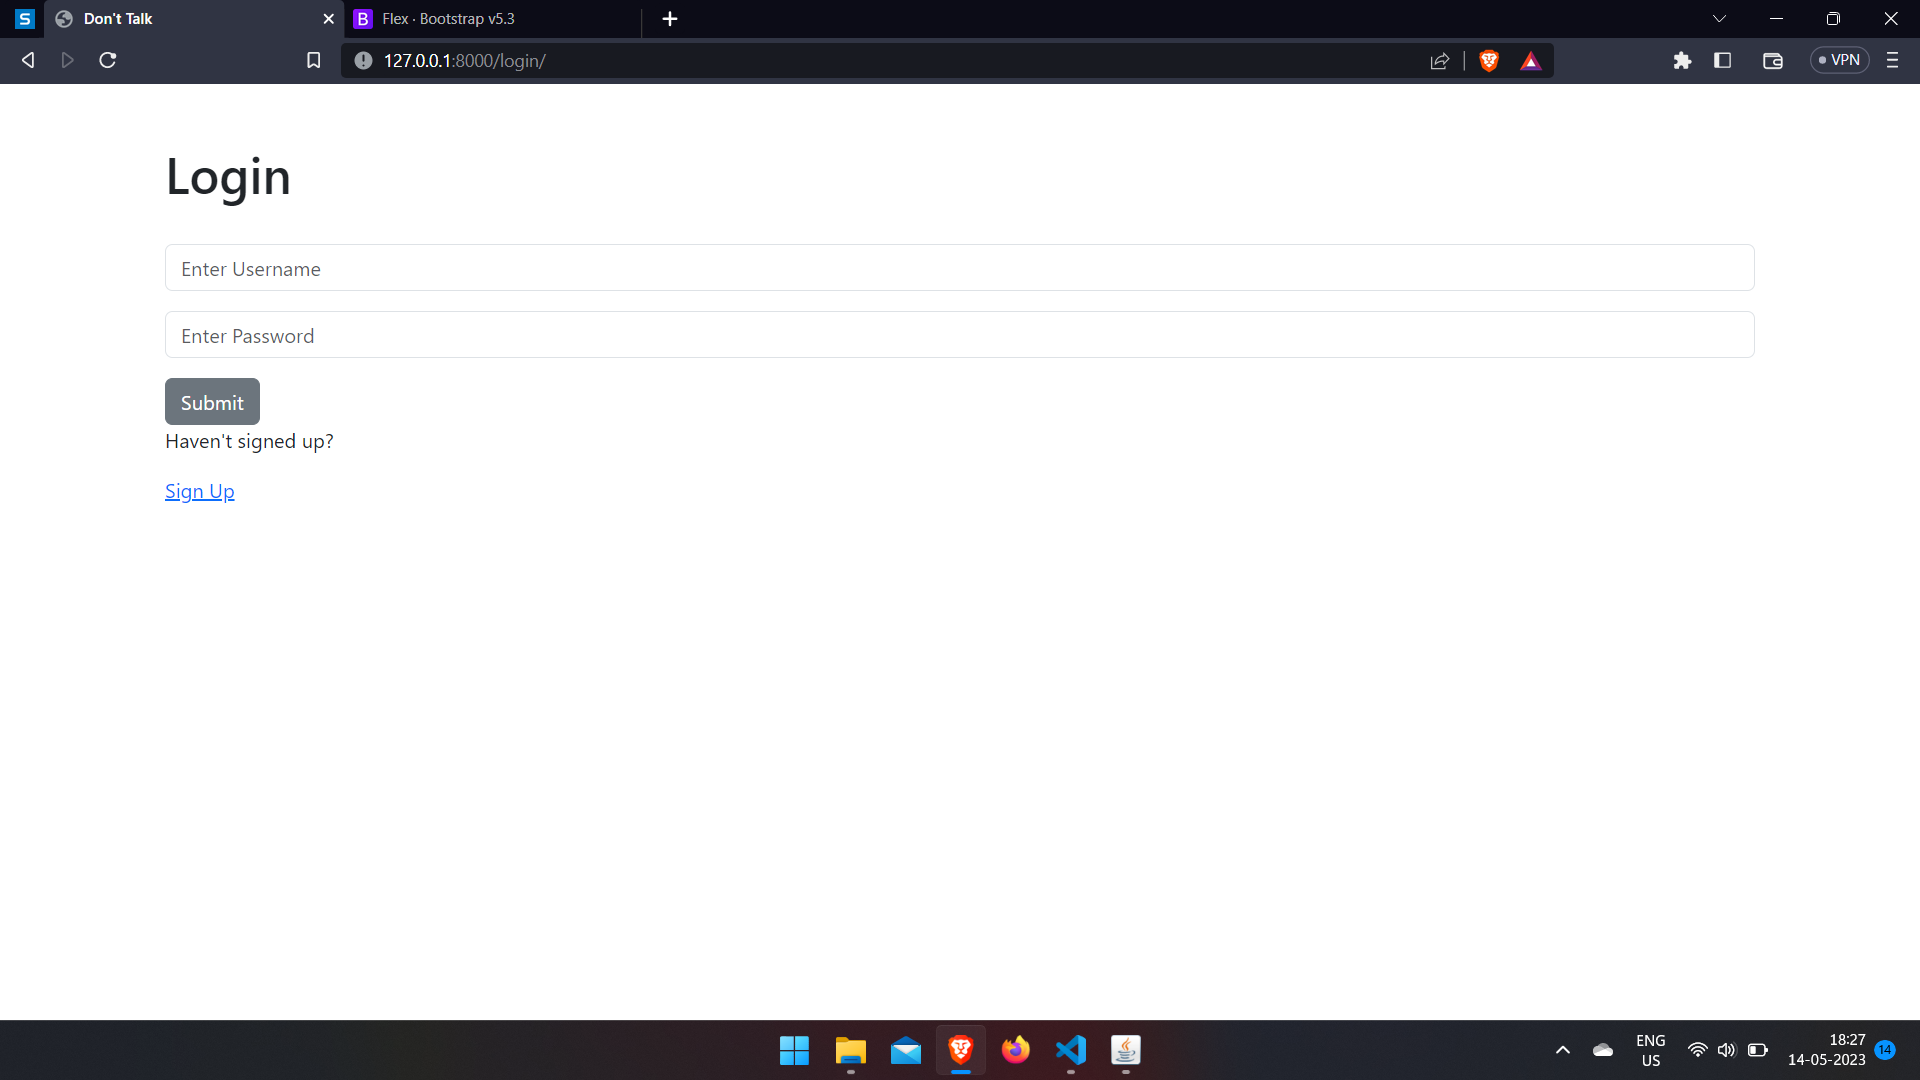 S
Don't Talk
B
Flex · Bootstrap v5.3
127.0.0.1:8000/login/
VPN
Login
Enter Username
Enter Password
Submit
Haven't signed up?
Sign Up
ENG
US
18:27
14-05-2023
14